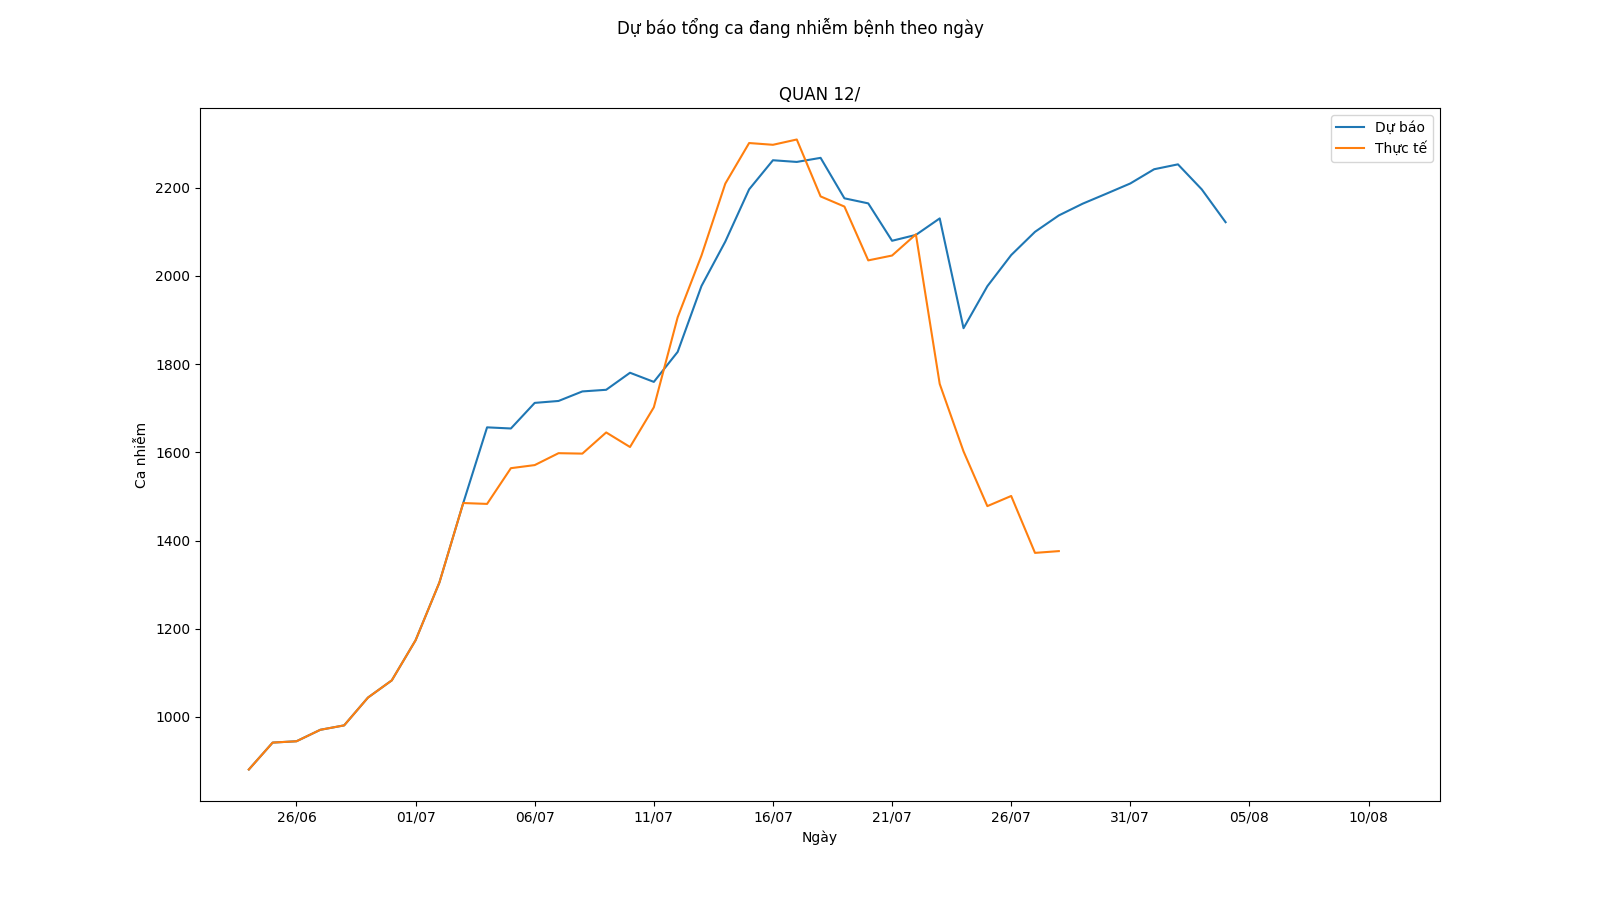 Dự báo tổng ca đang nhiễm bệnh theo ngày
QUAN 12/
Dự báo
Thực tế
2200
2000
1800
1600
1400
1200
1000
Ca nhiễm
26/06 01/07 06/07 11/07 16/07 21/07 26/07 31/07 05/08 10/08
Ngày